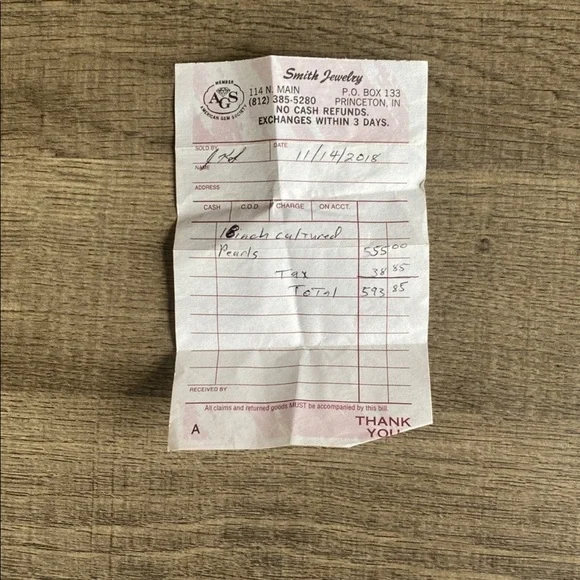 Smith Jewelry
MEMBER
AGS
AMERICAN GEM SOCIETY
114 N. MAIN P.O. BOX 133
(812) 385-5280 PRINCETON, IN
NO CASH REFUNDS.
EXCHANGES WITHIN 3 DAYS.
SOLD BY DATE 11/14/2018
NAME
ADDRESS
CASH C.O.D. CHARGE ON ACCT.
inch cultured
Pearls 555 00
Tax 38 85
Total 593 85
RECEIVED BY
All claims and returned goods MUST be accompanied by this bill.
A THANK
YOU